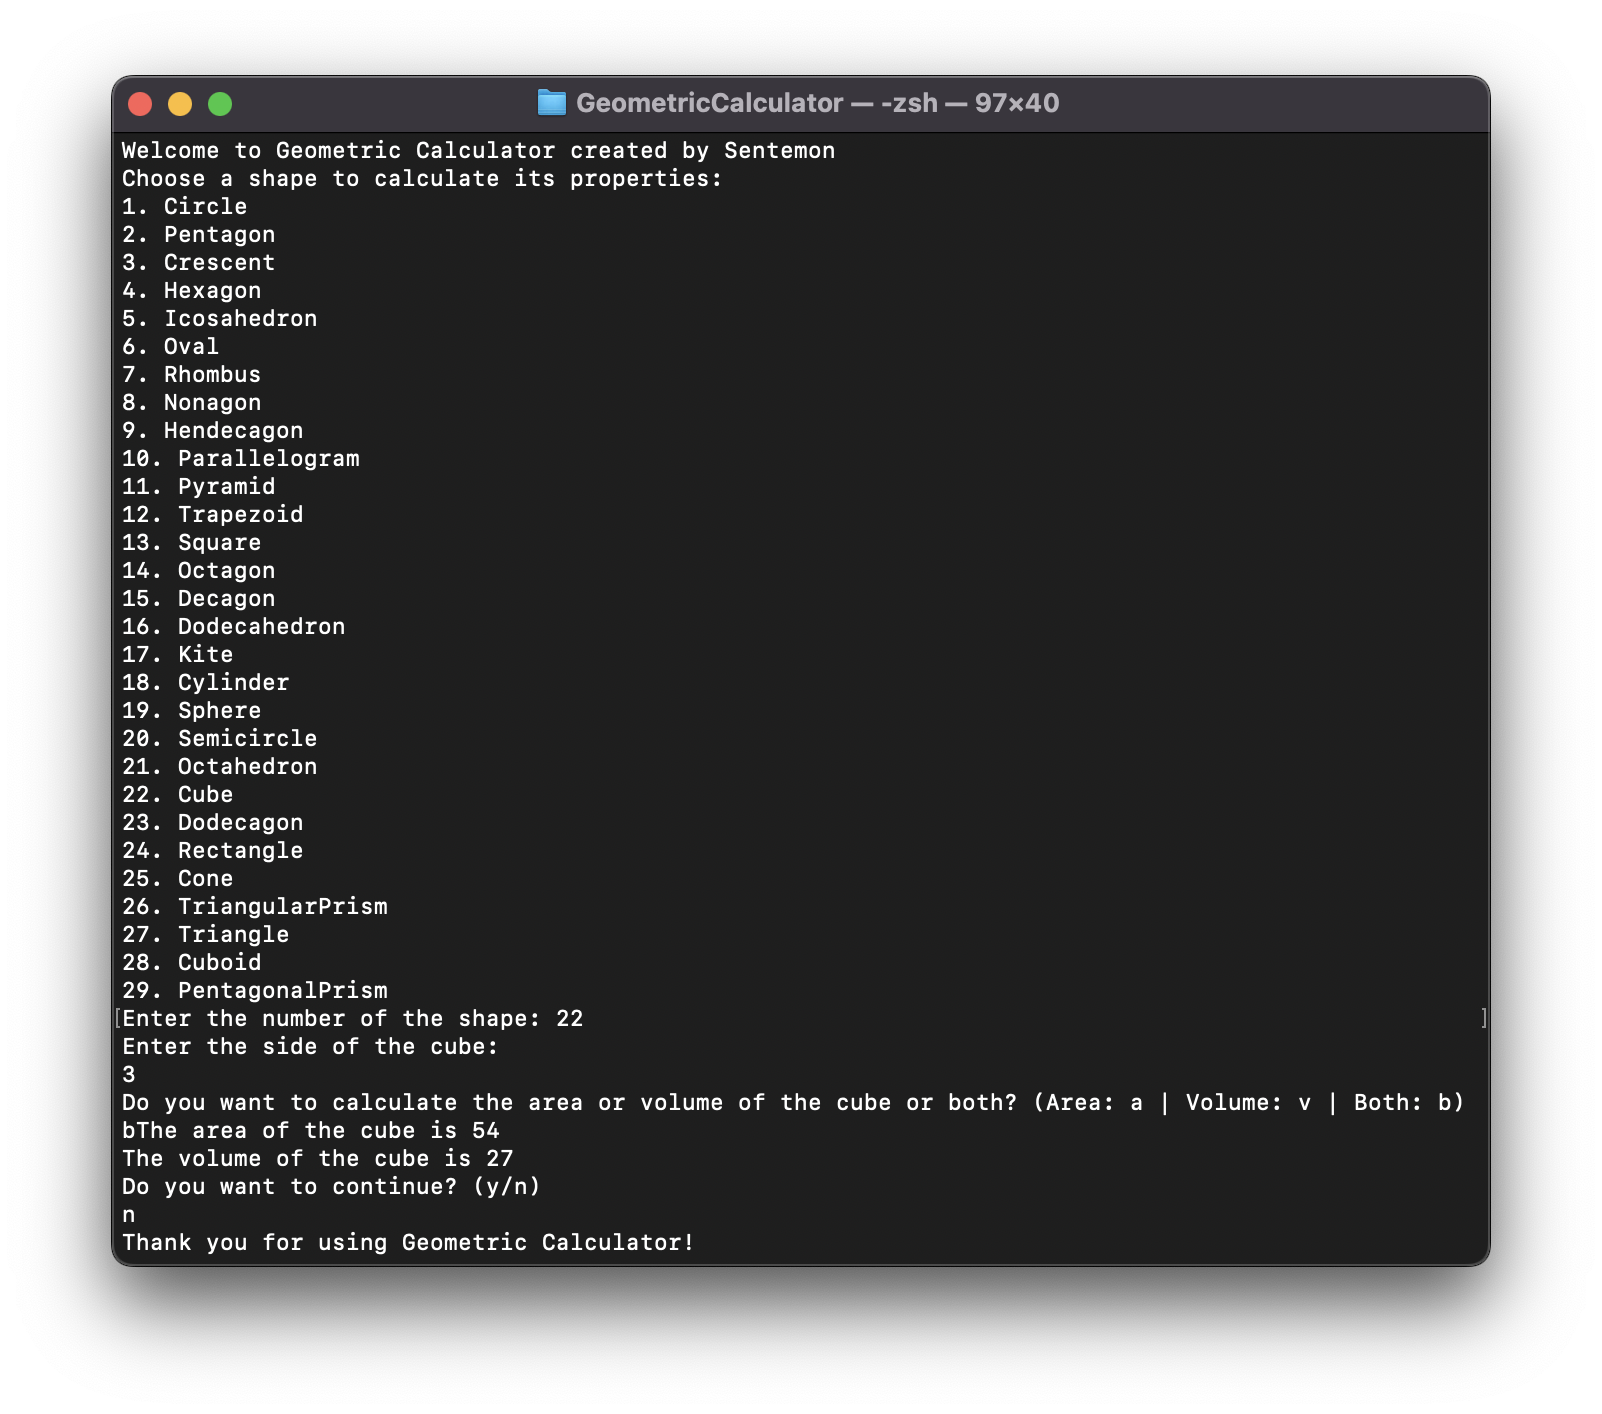 GeometricCalculator — -zsh — 97×40
Welcome to Geometric Calculator created by Sentemon
Choose a shape to calculate its properties:
1. Circle
2. Pentagon
3. Crescent
4. Hexagon
5. Icosahedron
6. Oval
7. Rhombus
8. Nonagon
9. Hendecagon
10. Parallelogram
11. Pyramid
12. Trapezoid
13. Square
14. Octagon
15. Decagon
16. Dodecahedron
17. Kite
18. Cylinder
19. Sphere
20. Semicircle
21. Octahedron
22. Cube
23. Dodecagon
24. Rectangle
25. Cone
26. TriangularPrism
27. Triangle
28. Cuboid
29. PentagonalPrism
[Enter the number of the shape: 22 ]
Enter the side of the cube:
3
Do you want to calculate the area or volume of the cube or both? (Area: a | Volume: v | Both: b)
bThe area of the cube is 54
The volume of the cube is 27
Do you want to continue? (y/n)
n
Thank you for using Geometric Calculator!